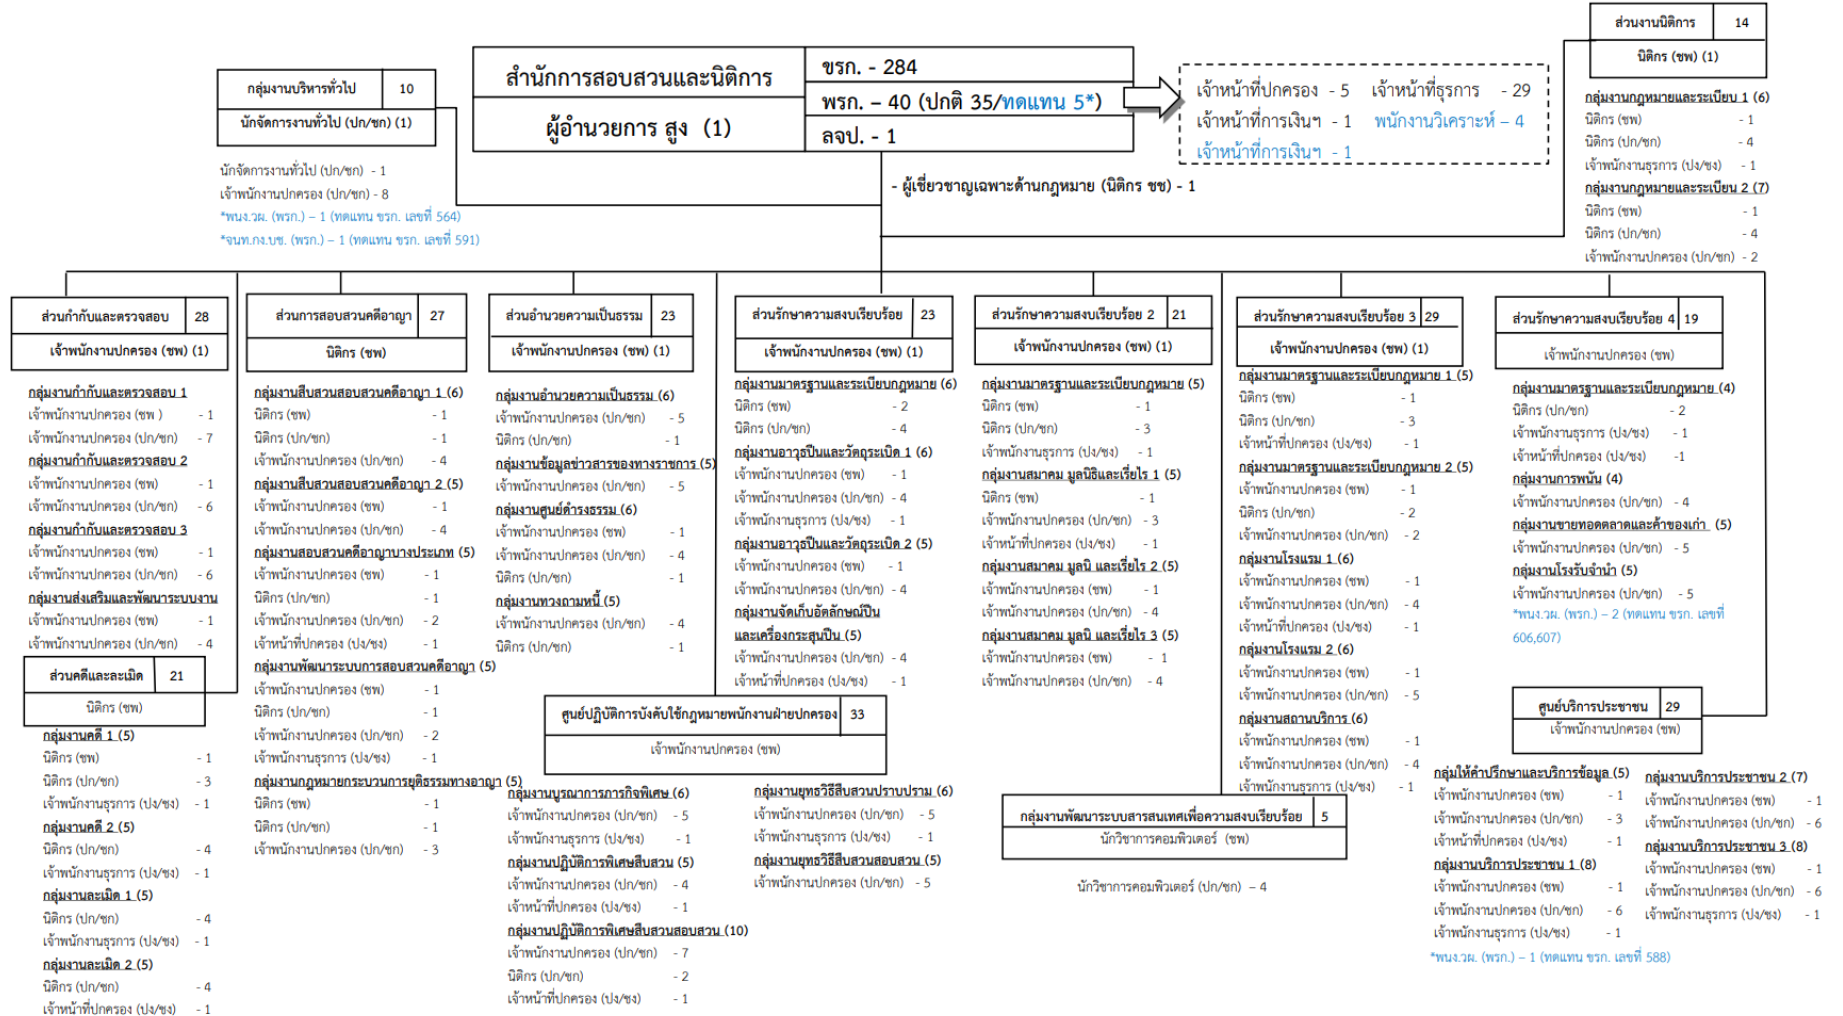 สำนักการสอบสวนและนิติการ
ผู้อำนวยการ สูง (1)
ขรก. - 284
พรก. – 40 (ปกติ 35/ทดแทน 5*)
ลจป. - 1
เจ้าหน้าที่ปกครอง - 5 เจ้าหน้าที่ธุรการ - 29
เจ้าหน้าที่การเงินฯ - 1 พนักงานวิเคราะห์ – 4
เจ้าหน้าที่การเงินฯ - 1
- ผู้เชี่ยวชาญเฉพาะด้านกฎหมาย (นิติกร ชช) - 1
กลุ่มงานบริหารทั่วไป 10
นักจัดการงานทั่วไป (ปก/ชก) (1)
นักจัดการงานทั่วไป (ปก/ชก) - 1
เจ้าพนักงานปกครอง (ปก/ชก) - 8
*พนง.วผ. (พรก.) – 1 (ทดแทน ขรก. เลขที่ 564)
*จนท.กง.บช. (พรก.) – 1 (ทดแทน ขรก. เลขที่ 591)
ส่วนงานนิติการ 14
นิติกร (ชพ) (1)
กลุ่มงานกฎหมายและระเบียบ 1 (6)
นิติกร (ชพ) - 1
นิติกร (ปก/ชก) - 4
เจ้าพนักงานธุรการ (ปง/ชง) - 1
กลุ่มงานกฎหมายและระเบียน 2 (7)
นิติกร (ชพ) - 1
นิติกร (ปก/ชก) - 4
เจ้าพนักงานปกครอง (ปก/ชก) - 2
ส่วนกำกับและตรวจสอบ 28
เจ้าพนักงานปกครอง (ชพ) (1)
กลุ่มงานกำกับและตรวจสอบ 1
เจ้าพนักงานปกครอง (ชพ ) - 1
เจ้าพนักงานปกครอง (ปก/ชก) - 7
กลุ่มงานกำกับและตรวจสอบ 2
เจ้าพนักงานปกครอง (ชพ) - 1
เจ้าพนักงานปกครอง (ปก/ชก) - 6
กลุ่มงานกำกับและตรวจสอบ 3
เจ้าพนักงานปกครอง (ชพ) - 1
เจ้าพนักงานปกครอง (ปก/ชก) - 6
กลุ่มงานส่งเสริมและพัฒนาระบบงาน
เจ้าพนักงานปกครอง (ชพ) - 1
เจ้าพนักงานปกครอง (ปก/ชก) - 4
ส่วนคดีและละเมิด 21
นิติกร (ชพ)
กลุ่มงานคดี 1 (5)
นิติกร (ชพ) - 1
นิติกร (ปก/ชก) - 3
เจ้าพนักงานธุรการ (ปง/ชง) - 1
กลุ่มงานคดี 2 (5)
นิติกร (ปก/ชก) - 4
เจ้าพนักงานธุรการ (ปง/ชง) - 1
กลุ่มงานละเมิด 1 (5)
นิติกร (ปก/ชก) - 4
เจ้าพนักงานธุรการ (ปง/ชง) - 1
กลุ่มงานละเมิด 2 (5)
นิติกร (ปก/ชก) - 4
เจ้าหน้าที่ปกครอง (ปง/ชง) - 1
ส่วนการสอบสวนคดีอาญา 27
นิติกร (ชพ)
กลุ่มงานสืบสวนสอบสวนคดีอาญา 1 (6)
นิติกร (ชพ) - 1
นิติกร (ปก/ชก) - 1
เจ้าพนักงานปกครอง (ปก/ชก) - 4
กลุ่มงานสืบสวนสอบสวนคดีอาญา 2 (5)
เจ้าพนักงานปกครอง (ชพ) - 1
เจ้าพนักงานปกครอง (ปก/ชก) - 4
กลุ่มงานสอบสวนคดีอาญาบางประเภท (5)
เจ้าพนักงานปกครอง (ชพ) - 1
นิติกร (ปก/ชก) - 1
เจ้าพนักงานปกครอง (ปก/ชก) - 2
เจ้าหน้าที่ปกครอง (ปง/ชง) - 1
กลุ่มงานพัฒนาระบบการสอบสวนคดีอาญา (5)
เจ้าพนักงานปกครอง (ชพ) - 1
นิติกร (ปก/ชก) - 1
เจ้าพนักงานปกครอง (ปก/ชก) - 2
เจ้าพนักงานธุรการ (ปง/ชง) - 1
กลุ่มงานกฎหมายกระบวนการยุติธรรมทางอาญา (5)
นิติกร (ชพ) - 1
นิติกร (ปก/ชก) - 1
เจ้าพนักงานปกครอง (ปก/ชก) - 3
ส่วนอำนวยความเป็นธรรม 23
เจ้าพนักงานปกครอง (ชพ) (1)
กลุ่มงานอำนวยความเป็นธรรม (6)
เจ้าพนักงานปกครอง (ปก/ชก) - 5
นิติกร (ปก/ชก) - 1
กลุ่มงานข้อมูลข่าวสารของทางราชการ (5)
เจ้าพนักงานปกครอง (ปก/ชก) - 5
กลุ่มงานศูนย์ดำรงธรรม (6)
เจ้าพนักงานปกครอง (ชพ) - 1
เจ้าพนักงานปกครอง (ปก/ชก) - 4
นิติกร (ปก/ชก) - 1
กลุ่มงานทวงถามหนี้ (5)
เจ้าพนักงานปกครอง (ปก/ชก) - 4
นิติกร (ปก/ชก) - 1
ศูนย์ปฏิบัติการบังคับใช้กฎหมายพนักงานฝ่ายปกครอง 33
เจ้าพนักงานปกครอง (ชพ)
กลุ่มงานบูรณาการภารกิจพิเศษ (6)
เจ้าพนักงานปกครอง (ปก/ชก) - 5
เจ้าพนักงานธุรการ (ปง/ชง) - 1
กลุ่มงานปฏิบัติการพิเศษสืบสวน (5)
เจ้าพนักงานปกครอง (ปก/ชก) - 4
เจ้าหน้าที่ปกครอง (ปง/ชง) - 1
กลุ่มงานปฏิบัติการพิเศษสืบสวนสอบสวน (10)
เจ้าพนักงานปกครอง (ปก/ชก) - 7
นิติกร (ปก/ชก) - 2
เจ้าหน้าที่ปกครอง (ปง/ชง) - 1
กลุ่มงานยุทธวิธีสืบสวนปราบปราม (6)
เจ้าพนักงานปกครอง (ปก/ชก) - 5
เจ้าพนักงานธุรการ (ปง/ชง) - 1
กลุ่มงานยุทธวิธีสืบสวนสอบสวน (5)
เจ้าพนักงานปกครอง (ปก/ชก) - 5
ส่วนรักษาความสงบเรียบร้อย 23
เจ้าพนักงานปกครอง (ชพ) (1)
กลุ่มงานมาตรฐานและระเบียบกฎหมาย (6)
นิติกร (ชพ) - 2
นิติกร (ปก/ชก) - 4
กลุ่มงานอาวุธปืนและวัตถุระเบิด 1 (6)
เจ้าพนักงานปกครอง (ชพ) - 1
เจ้าพนักงานปกครอง (ปก/ชก) - 4
เจ้าพนักงานธุรการ (ปง/ชง) - 1
กลุ่มงานอาวุธปืนและวัตถุระเบิด 2 (5)
เจ้าพนักงานปกครอง (ชพ) - 1
เจ้าพนักงานปกครอง (ปก/ชก) - 4
กลุ่มงานจัดเก็บอัตลักษณ์ปืน
และเครื่องกระสุนปืน (5)
เจ้าพนักงานปกครอง (ปก/ชก) - 4
เจ้าหน้าที่ปกครอง (ปง/ชง) - 1
ส่วนรักษาความสงบเรียบร้อย 2 21
เจ้าพนักงานปกครอง (ชพ) (1)
กลุ่มงานมาตรฐานและระเบียบกฎหมาย (5)
นิติกร (ชพ) - 1
นิติกร (ปก/ชก) - 3
เจ้าพนักงานธุรการ (ปง/ชง) - 1
กลุ่มงานสมาคม มูลนิธิและเรี่ยไร 1 (5)
นิติกร (ชพ) - 1
เจ้าพนักงานปกครอง (ปก/ชก) - 3
เจ้าหน้าที่ปกครอง (ปง/ชง) - 1
กลุ่มงานสมาคม มูลนิ และเรี่ยไร 2 (5)
เจ้าพนักงานปกครอง (ชพ) - 1
เจ้าพนักงานปกครอง (ปก/ชก) - 4
กลุ่มงานสมาคม มูลนิ และเรี่ยไร 3 (5)
เจ้าพนักงานปกครอง (ชพ) - 1
เจ้าพนักงานปกครอง (ปก/ชก) - 4
ส่วนรักษาความสงบเรียบร้อย 3 29
เจ้าพนักงานปกครอง (ชพ) (1)
กลุ่มงานมาตรฐานและระเบียบกฎหมาย 1 (5)
นิติกร (ชพ) - 1
นิติกร (ปก/ชก) - 3
เจ้าหน้าที่ปกครอง (ปง/ชง) - 1
กลุ่มงานมาตรฐานและระเบียบกฎหมาย 2 (5)
เจ้าพนักงานปกครอง (ชพ) - 1
นิติกร (ปก/ชก) - 2
เจ้าพนักงานปกครอง (ปก/ชก) - 2
กลุ่มงานโรงแรม 1 (6)
เจ้าพนักงานปกครอง (ชพ) - 1
เจ้าพนักงานปกครอง (ปก/ชก) - 4
เจ้าหน้าที่ปกครอง (ปง/ชง) - 1
กลุ่มงานโรงแรม 2 (6)
เจ้าพนักงานปกครอง (ชพ) - 1
เจ้าพนักงานปกครอง (ปก/ชก) - 5
กลุ่มงานสถานบริการ (6)
เจ้าพนักงานปกครอง (ชพ) - 1
เจ้าพนักงานปกครอง (ปก/ชก) - 4
เจ้าพนักงานธุรการ (ปง/ชง) - 1
กลุ่มงานพัฒนาระบบสารสนเทศเพื่อความสงบเรียบร้อย 5
นักวิชาการคอมพิวเตอร์ (ชพ)
นักวิชาการคอมพิวเตอร์ (ปก/ชก) – 4
ส่วนรักษาความสงบเรียบร้อย 4 19
เจ้าพนักงานปกครอง (ชพ)
กลุ่มงานมาตรฐานและระเบียบกฎหมาย (4)
นิติกร (ปก/ชก) - 2
เจ้าพนักงานธุรการ (ปง/ชง) - 1
เจ้าหน้าที่ปกครอง (ปง/ชง) -1
กลุ่มงานการพนัน (4)
เจ้าพนักงานปกครอง (ปก/ชก) - 4
กลุ่มงานขายทอดตลาดและค้าของเก่า (5)
เจ้าพนักงานปกครอง (ปก/ชก) - 5
กลุ่มงานโรงรับจำนำ (5)
เจ้าพนักงานปกครอง (ปก/ชก) - 5
*พนง.วผ. (พรก.) – 2 (ทดแทน ขรก. เลขที่
606,607)
ศูนย์บริการประชาชน 29
เจ้าพนักงานปกครอง (ชพ)
กลุ่มให้คำปรึกษาและบริการข้อมูล (5)
เจ้าพนักงานปกครอง (ชพ) - 1
เจ้าพนักงานปกครอง (ปก/ชก) - 3
เจ้าหน้าที่ปกครอง (ปง/ชง) - 1
กลุ่มงานบริการประชาชน 1 (8)
เจ้าพนักงานปกครอง (ชพ) - 1
เจ้าพนักงานปกครอง (ปก/ชก) - 6
เจ้าพนักงานธุรการ (ปง/ชง) - 1
*พนง.วผ. (พรก.) – 1 (ทดแทน ขรก. เลขที่ 588)
กลุ่มงานบริการประชาชน 2 (7)
เจ้าพนักงานปกครอง (ชพ) - 1
เจ้าพนักงานปกครอง (ปก/ชก) - 6
กลุ่มงานบริการประชาชน 3 (8)
เจ้าพนักงานปกครอง (ชพ) - 1
เจ้าพนักงานปกครอง (ปก/ชก) - 6
เจ้าพนักงานธุรการ (ปง/ชง) - 1